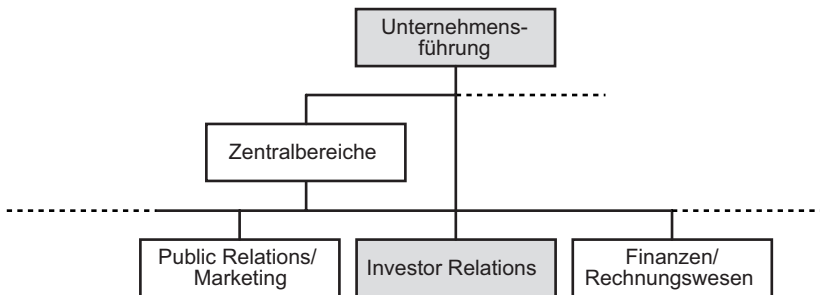 Unternehmens-
führung
Zentralbereiche
Public Relations/
Marketing
Investor Relations
Finanzen/
Rechnungswesen